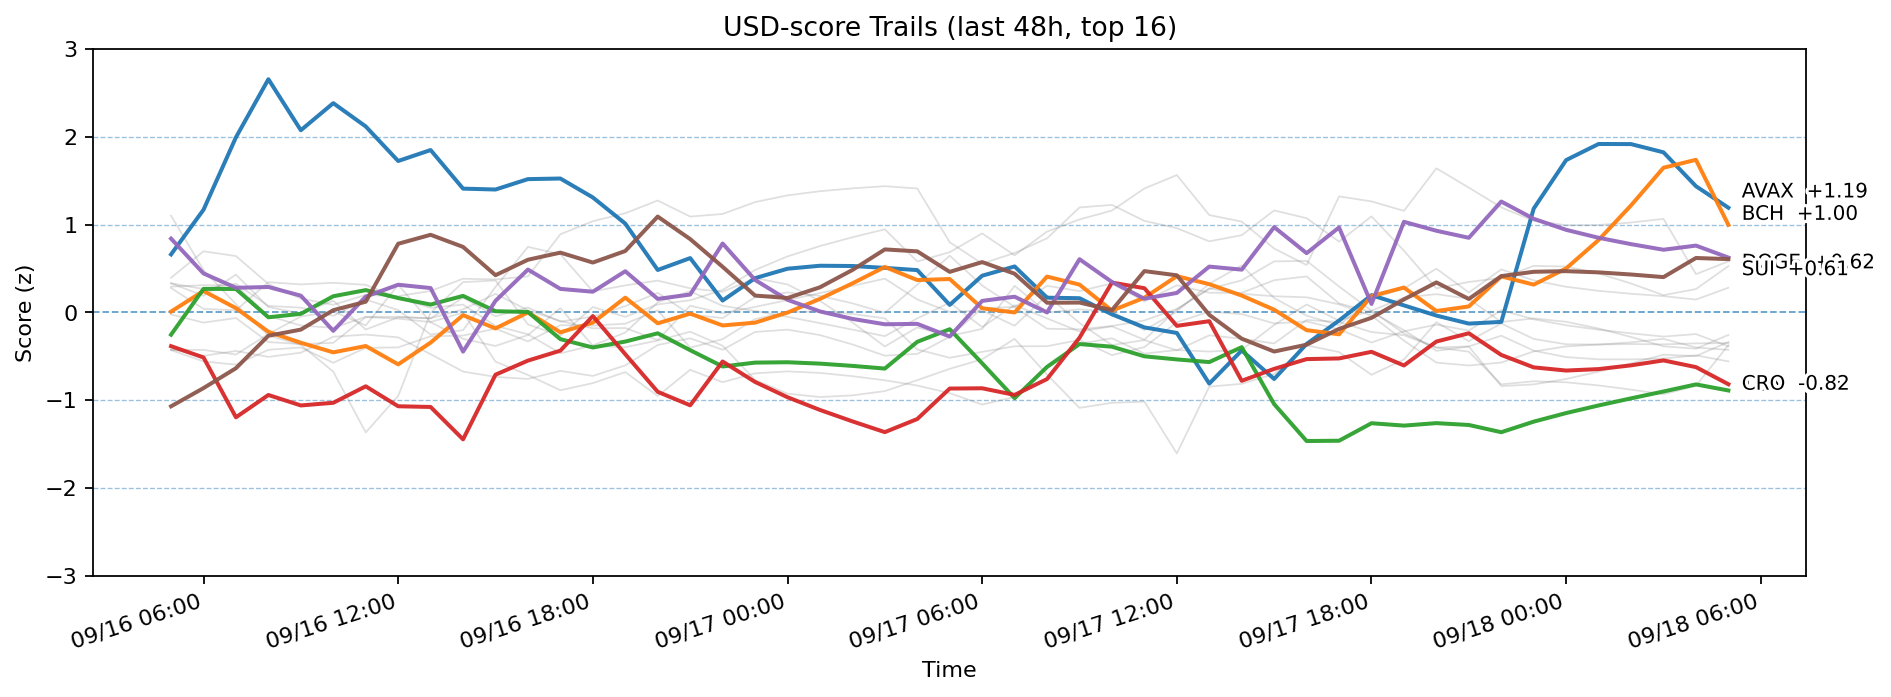 USD-score Trails (last 48h, top 16)
Score (z)
3
2
1
0
−1
−2
−3
AVAX +1.19
BCH +1.00
DOGE +0.62
SUI +0.61
CRO -0.82
09/16 06:00
09/16 12:00
09/16 18:00
09/17 00:00
09/17 06:00
09/17 12:00
09/17 18:00
09/18 00:00
09/18 06:00
Time